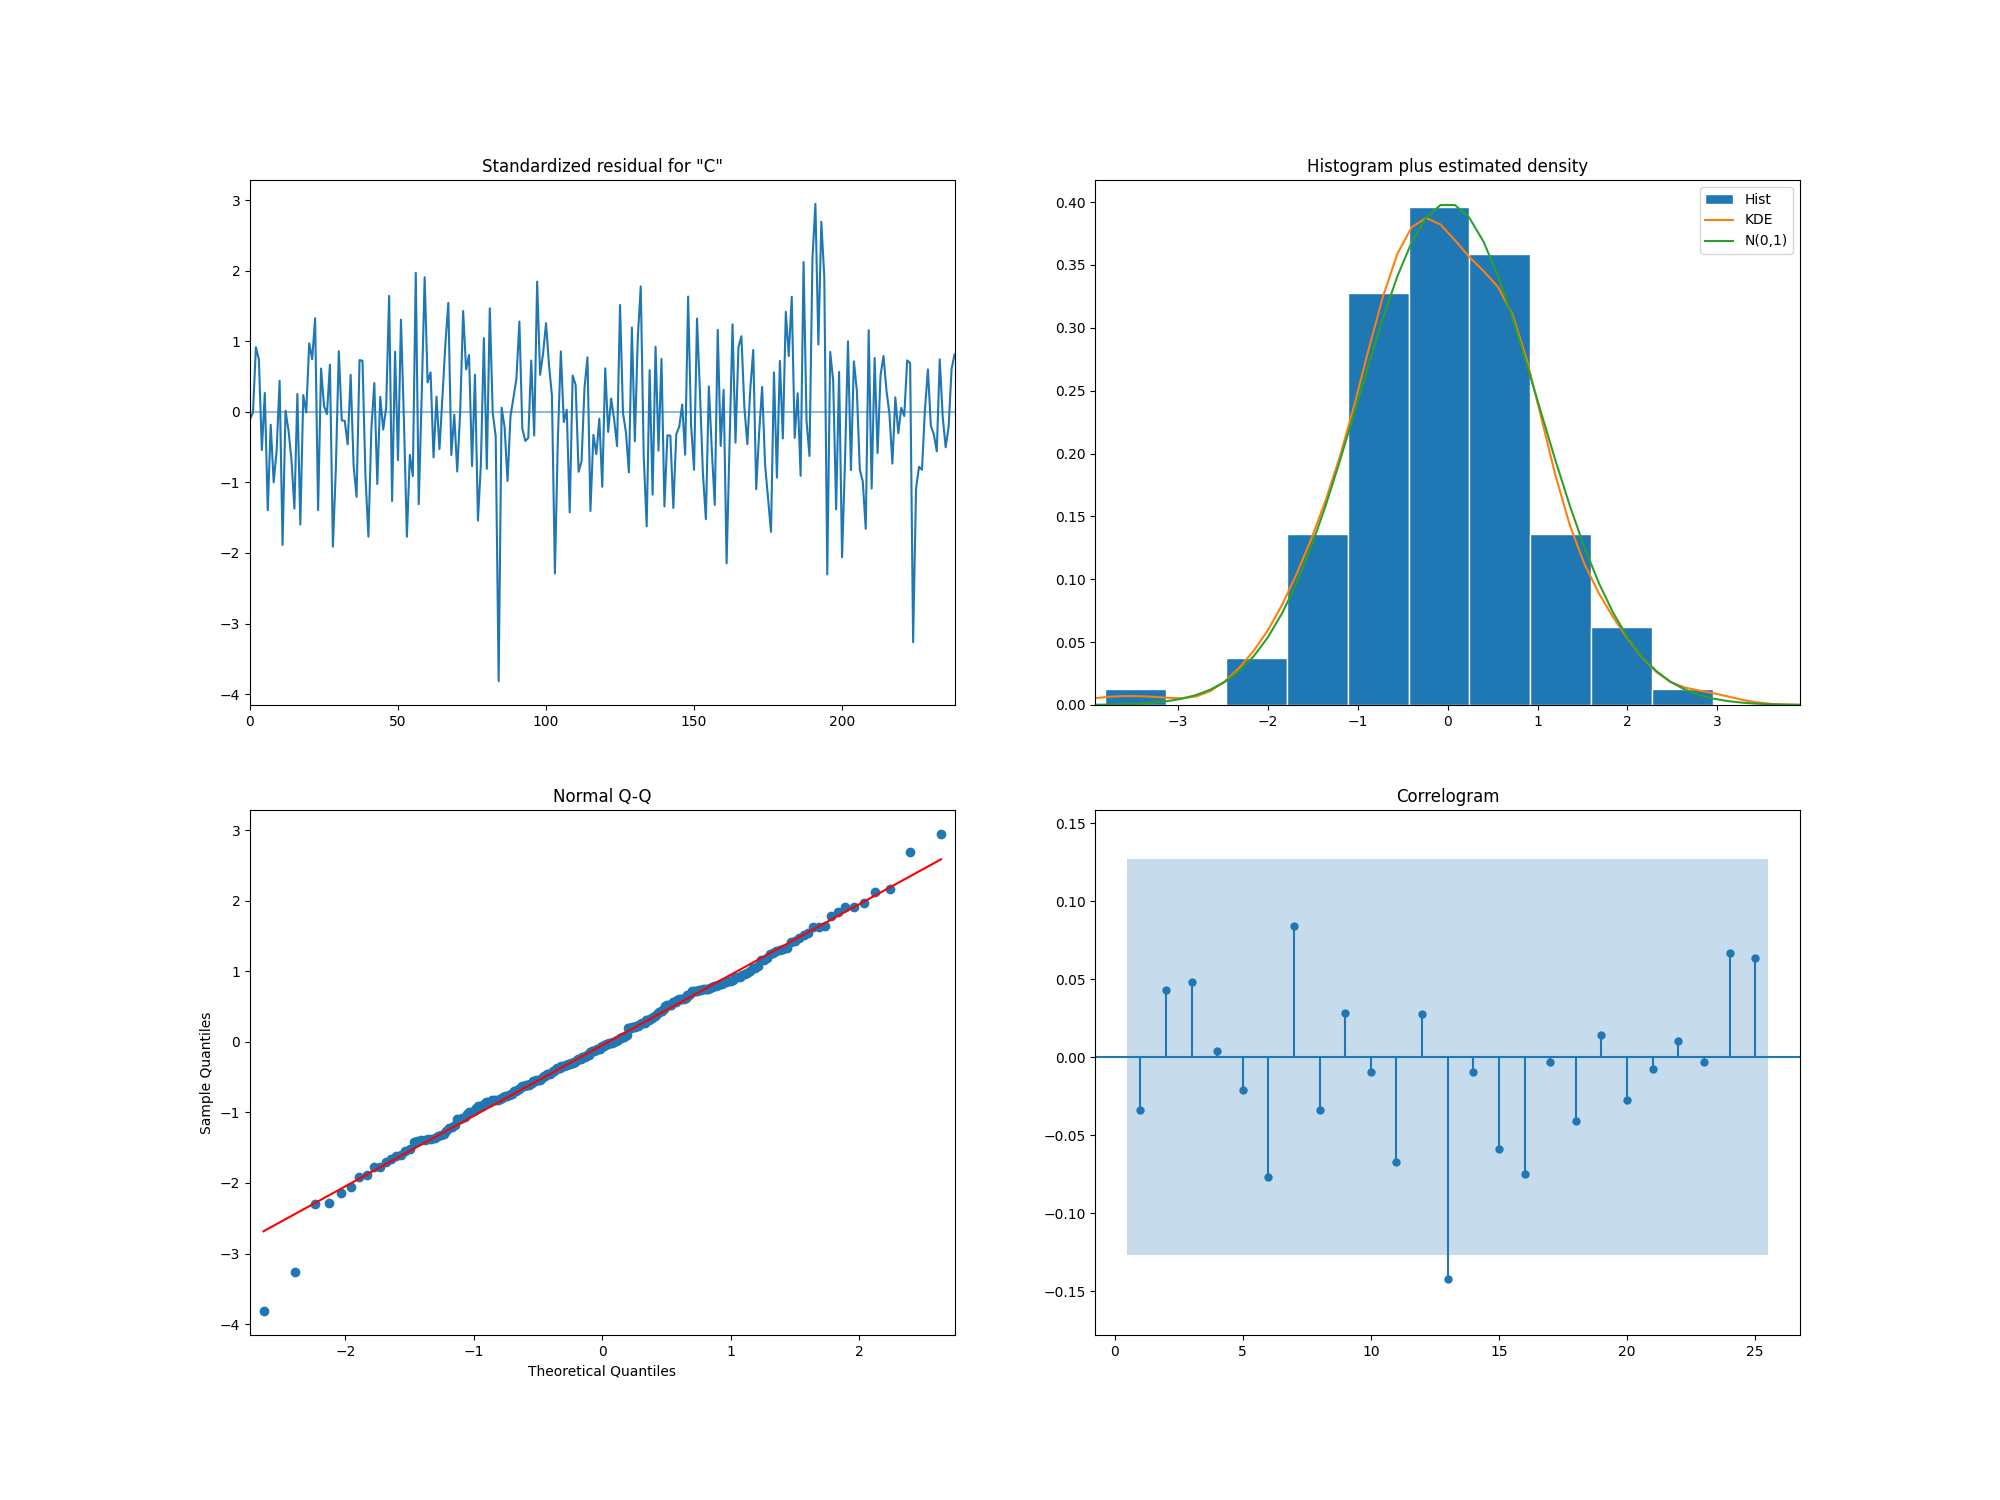 Standardized residual for "C"
3
2
1
0
−1
−2
−3
−4
0 50 100 150 200
Histogram plus estimated density
Hist
KDE
N(0,1)
0.40
0.35
0.30
0.25
0.20
0.15
0.10
0.05
0.00
−3 −2 −1 0 1 2 3
Normal Q-Q
Sample Quantiles
3
2
1
0
−1
−2
−3
−4
−2 −1 0 1 2
Theoretical Quantiles
Correlogram
0.15
0.10
0.05
0.00
−0.05
−0.10
−0.15
0 5 10 15 20 25